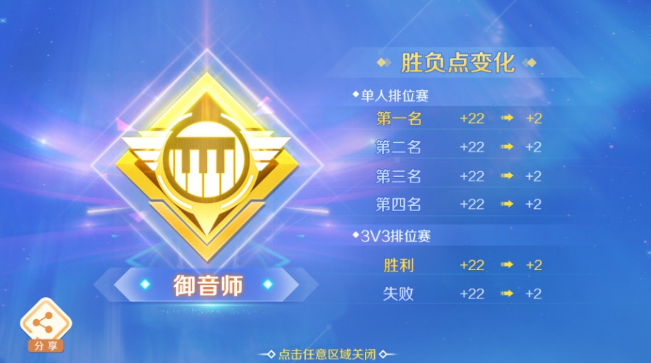 胜负点变化
单人排位赛
第一名 +22 +2
第二名 +22 +2
第三名 +22 +2
第四名 +22 +2
3V3排位赛
胜利 +22 +2
失败 +22 +2
御音师
分享
点击任意区域关闭